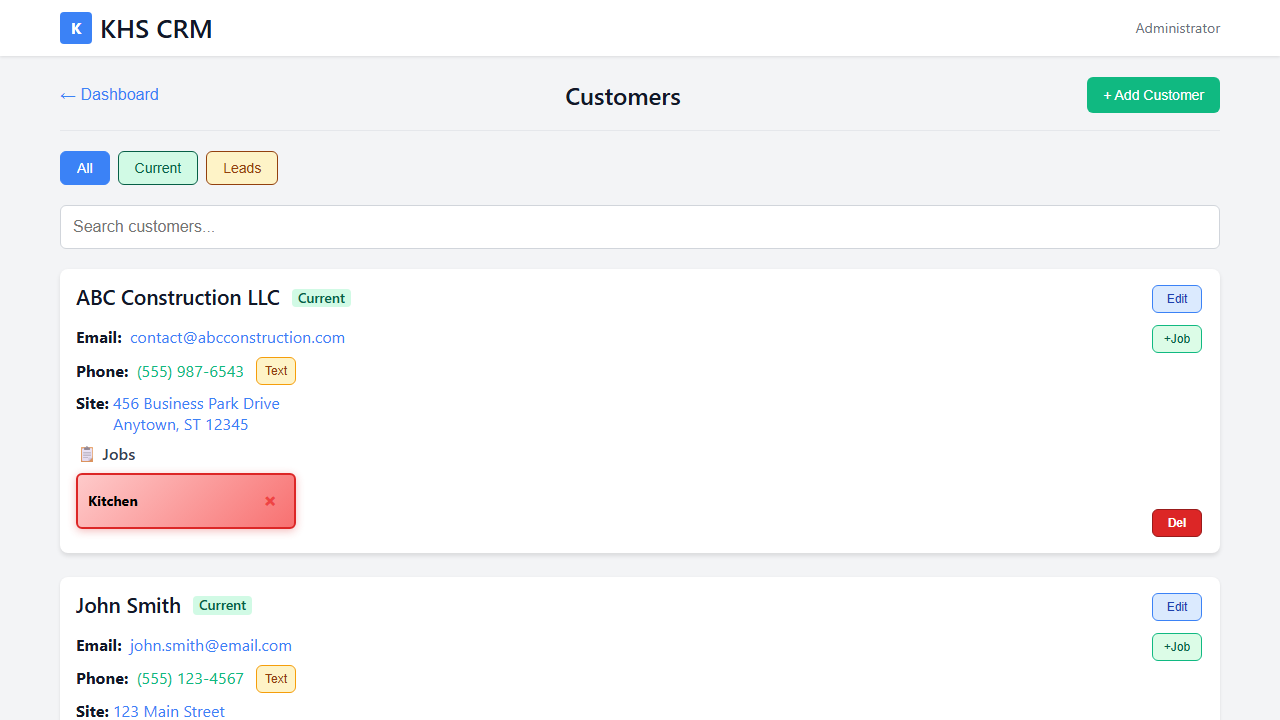 K KHS CRM
Administrator
← Dashboard
Customers
+ Add Customer
All
Current
Leads
Search customers...
ABC Construction LLC Current
Edit
Email: contact@abcconstruction.com
+Job
Phone: (555) 987-6543 Text
Site: 456 Business Park Drive
Anytown, ST 12345
📋 Jobs
Kitchen ×
Del
John Smith Current
Edit
Email: john.smith@email.com
+Job
Phone: (555) 123-4567 Text
Site: 123 Main Street